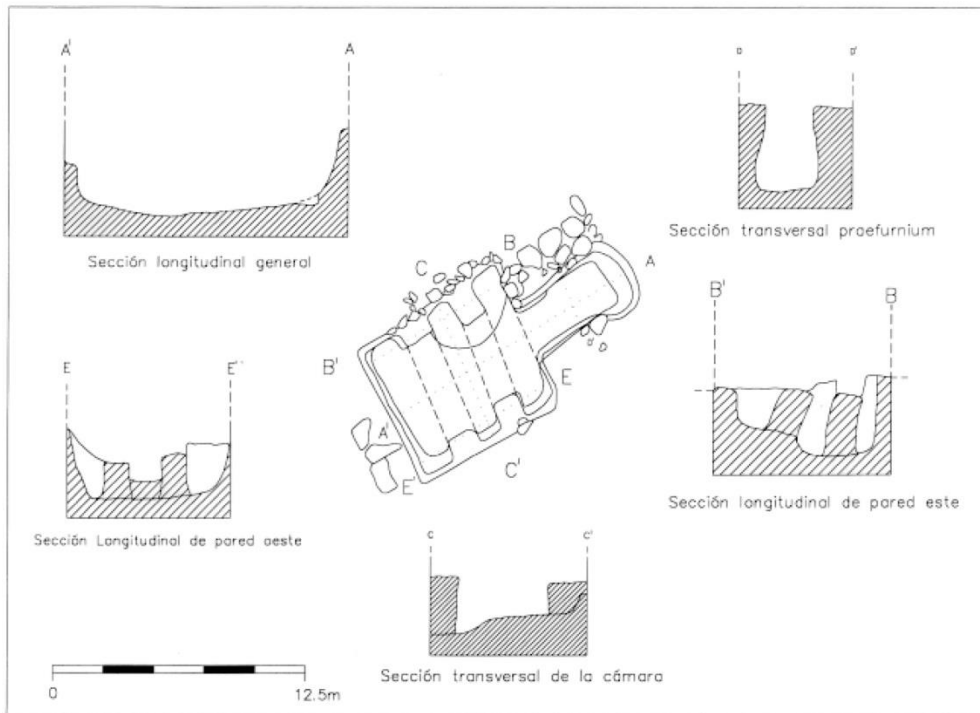 A' A
Sección longitudinal general
D D'
Sección transversal praefurnium
B' B
Sección longitudinal de pared este
E E'
Sección Longitudinal de pared oeste
C C'
Sección transversal de la cámara
A
B
C
D' D
B'
E
A'
E'
C'
0 12.5m